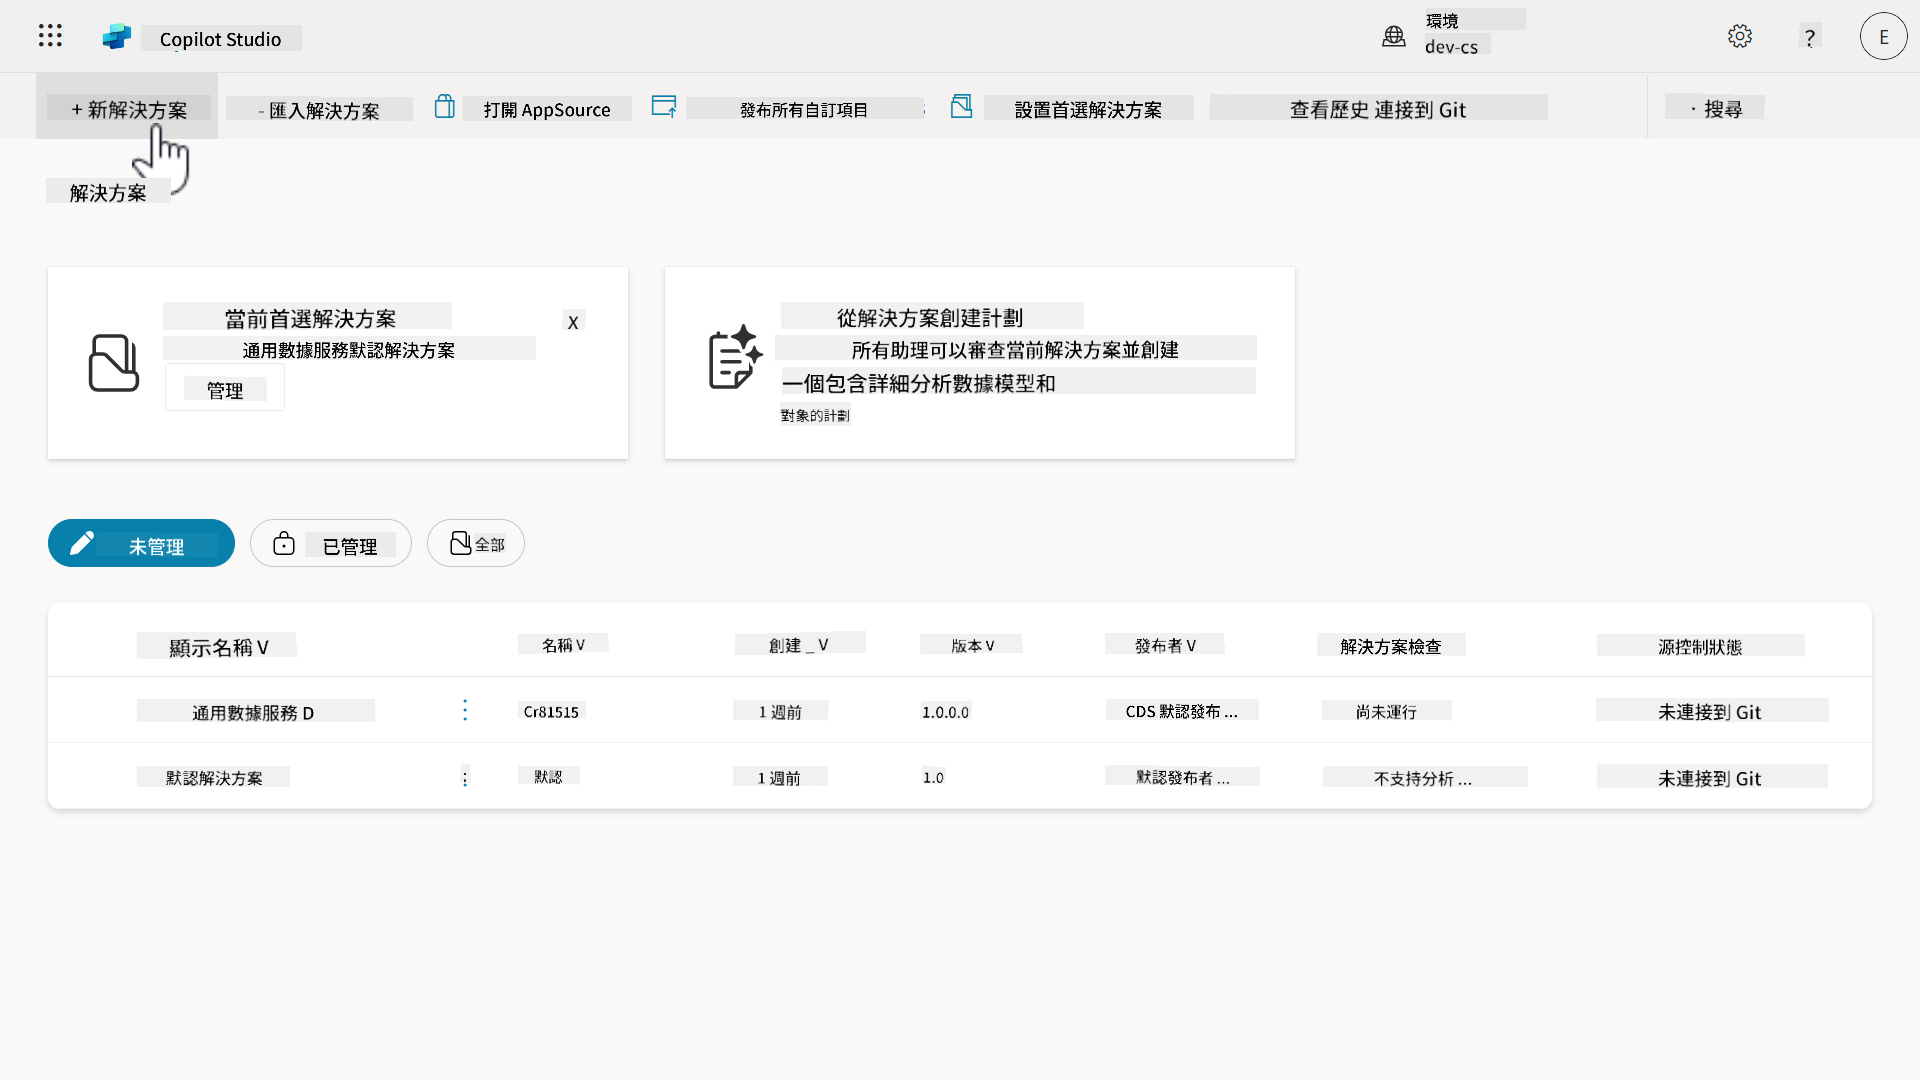 Copilot Studio
環境
dev-cs
?
E
+ 新解決方案
- 匯入解決方案
打開 AppSource
發布所有自訂項目
設置首選解決方案
查看歷史 連接到 Git
· 搜尋
解決方案
當前首選解決方案
X
通用數據服務默認解決方案
管理
從解決方案創建計劃
所有助理可以審查當前解決方案並創建
一個包含詳細分析數據模型和
對象的計劃
未管理
已管理
全部
顯示名稱 V
名稱 V
創建 _ V
版本 V
發布者 V
解決方案檢查
源控制狀態
通用數據服務 D
Cr81515
1 週前
1.0.0.0
CDS 默認發布 ...
尚未運行
未連接到 Git
默認解決方案
默認
1 週前
1.0
默認發布者 ...
不支持分析 ...
未連接到 Git